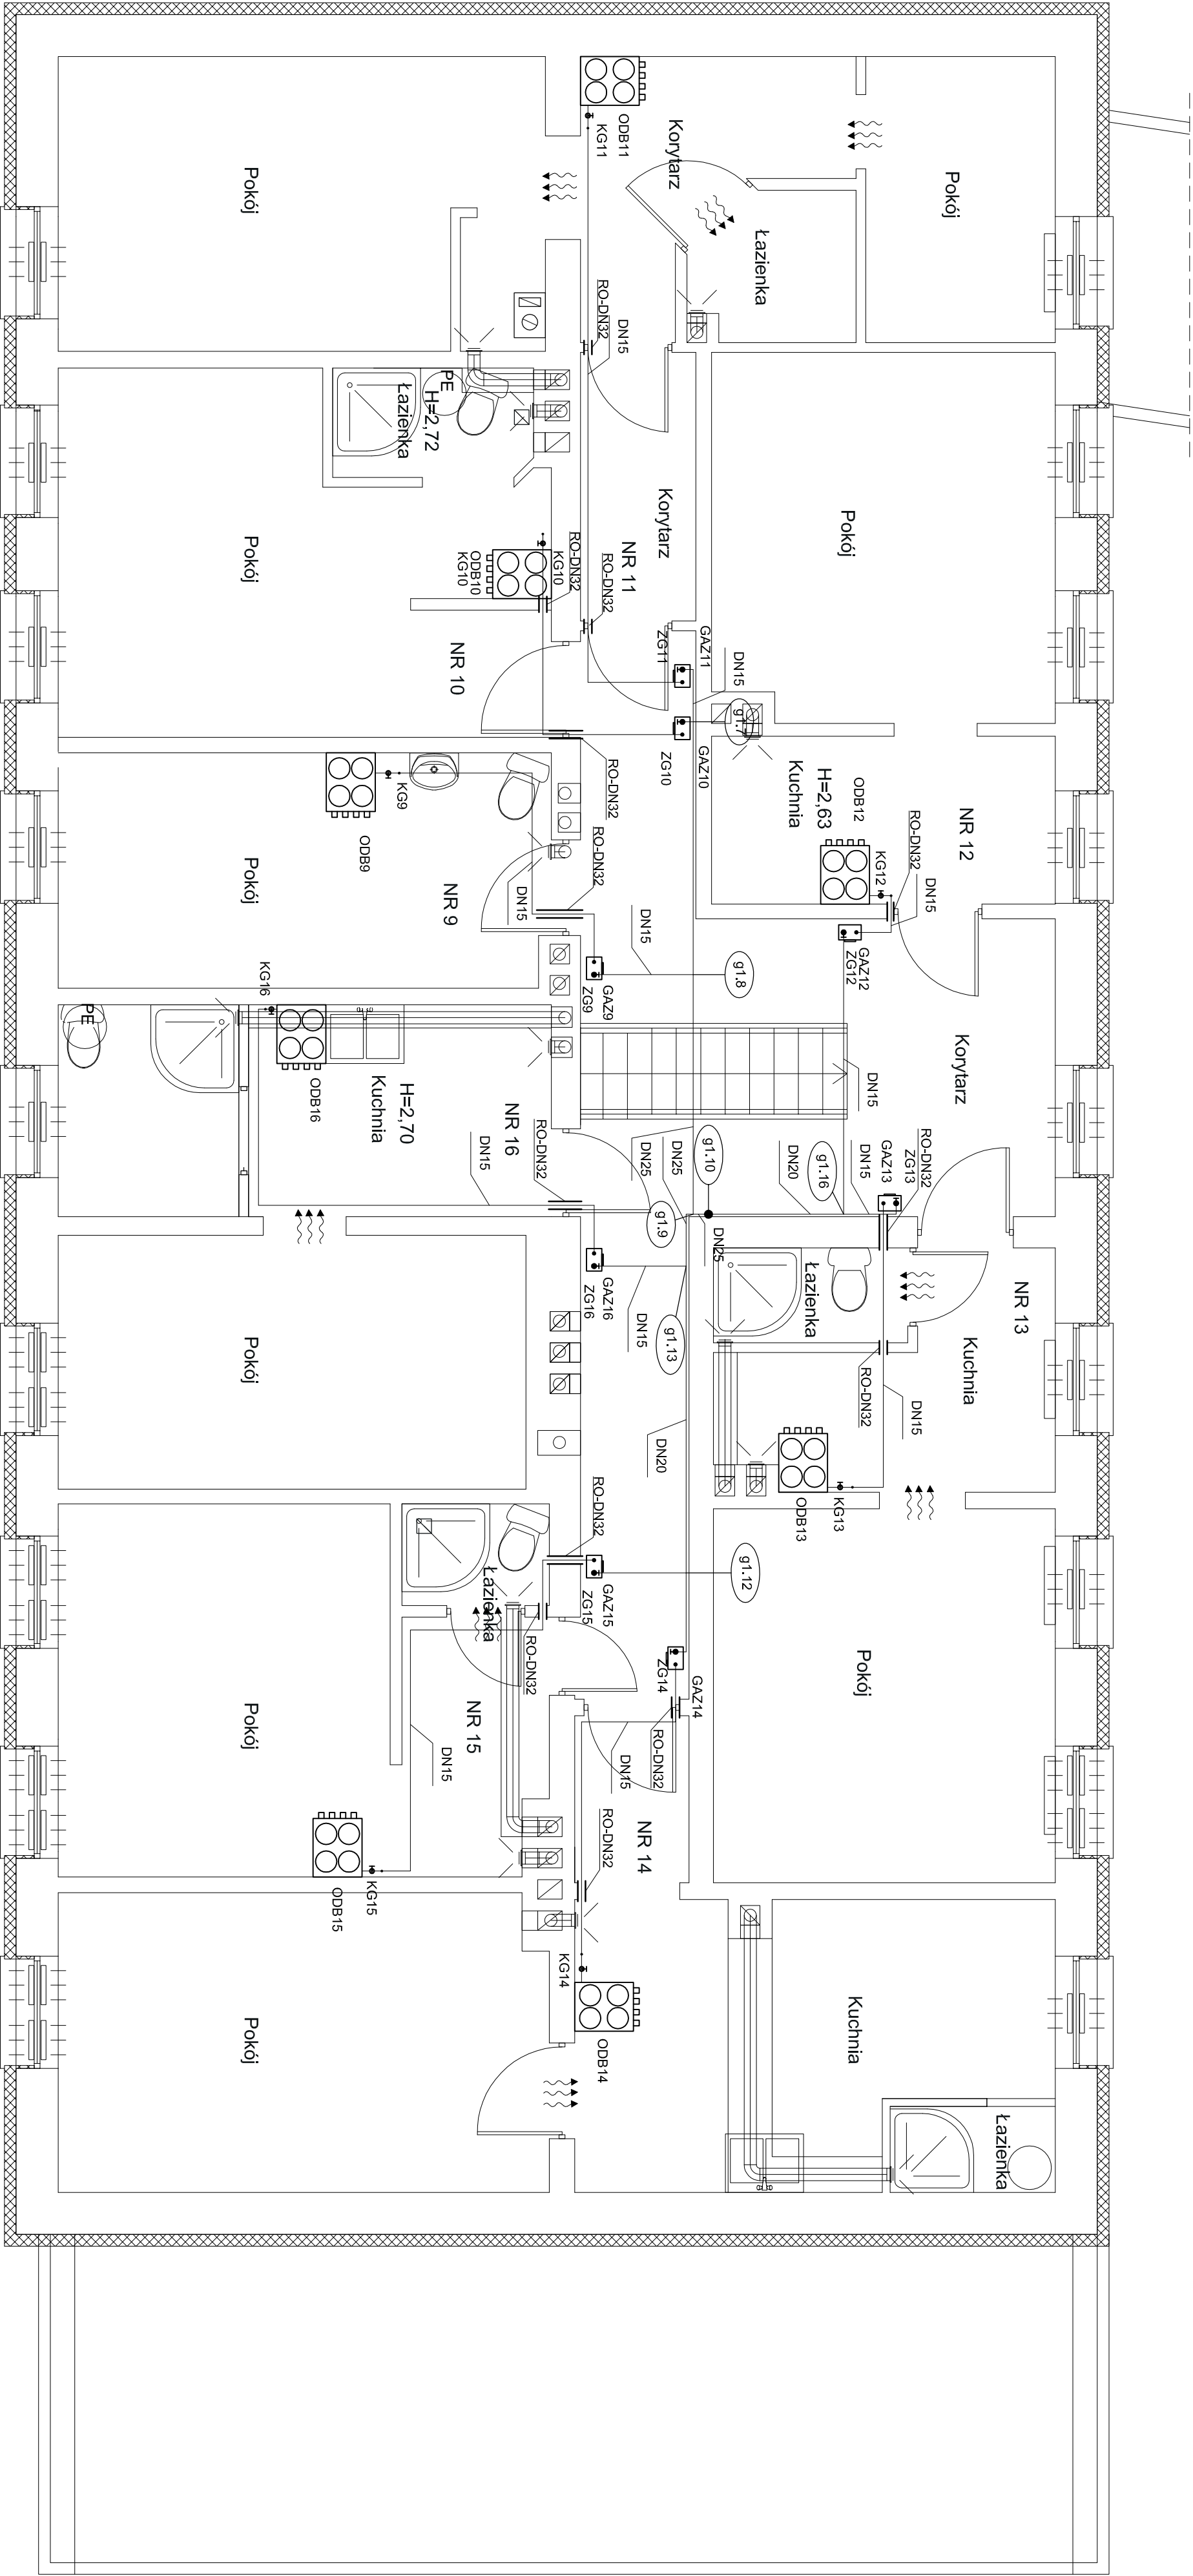 Pokój
ODB11
KG11
Korytarz
Łazienka
Pokój
RO-DN32
DN15
PE
Łazienka
H=2,72
Pokój
KG10
ODB10
KG10
RO-DN32
NR 11
RO-DN32
Korytarz
Pokój
NR 10
ZG11
GAZ11
DN15
g1.7
ZG10
GAZ10
RO-DN32
KG9
ODB9
Pokój
NR 9
DN15
RO-DN32
DN15
ZG9
GAZ9
g1.8
Kuchnia
H=2,63
ODB12
KG12
RO-DN32
DN15
NR 12
GAZ12
ZG12
Korytarz
KG16
PE
ODB16
Kuchnia
H=2,70
NR 16
DN15
RO-DN32
DN25
DN25
g1.10
g1.9
DN20
g1.16
DN15
DN15
GAZ13
ZG13
RO-DN32
DN25
Łazienka
NR 13
Kuchnia
ZG16
GAZ16
DN15
g1.13
Pokój
DN20
RO-DN32
DN15
ODB13
KG13
RO-DN32
ZG15
GAZ15
g1.12
Łazienka
RO-DN32
Pokój
NR 15
DN15
ZG14
GAZ14
RO-DN32
DN15
Pokój
RO-DN32
NR 14
KG15
ODB15
KG14
ODB14
Pokój
Kuchnia
Łazienka